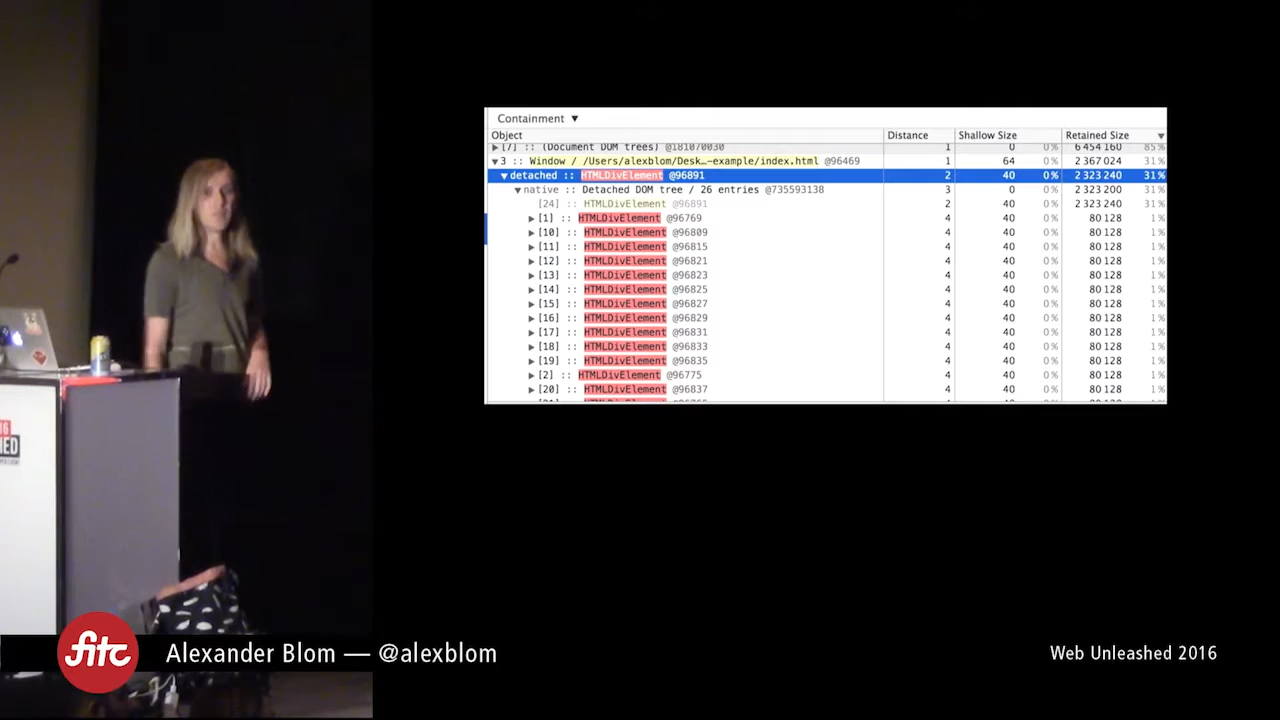 Containment ▼
Object Distance Shallow Size Retained Size ▼
▶[7] :: (Document DOM trees) @181070030 1 0 0% 6 454 160 85%
▼3 :: Window / /Users/alexblom/Desk…-example/index.html @96469 1 64 0% 2 367 024 31%
▼detached :: HTMLDivElement @96891 2 40 0% 2 323 240 31%
▼native :: Detached DOM tree / 26 entries @735593138 3 0 0% 2 323 200 31%
[24] :: HTMLDivElement @96891 2 40 0% 2 323 240 31%
▶[1] :: HTMLDivElement @96769 4 40 0% 80 128 1%
▶[10] :: HTMLDivElement @96809 4 40 0% 80 128 1%
▶[11] :: HTMLDivElement @96815 4 40 0% 80 128 1%
▶[12] :: HTMLDivElement @96821 4 40 0% 80 128 1%
▶[13] :: HTMLDivElement @96823 4 40 0% 80 128 1%
▶[14] :: HTMLDivElement @96825 4 40 0% 80 128 1%
▶[15] :: HTMLDivElement @96827 4 40 0% 80 128 1%
▶[16] :: HTMLDivElement @96829 4 40 0% 80 128 1%
▶[17] :: HTMLDivElement @96831 4 40 0% 80 128 1%
▶[18] :: HTMLDivElement @96833 4 40 0% 80 128 1%
▶[19] :: HTMLDivElement @96835 4 40 0% 80 128 1%
▶[2] :: HTMLDivElement @96775 4 40 0% 80 128 1%
▶[20] :: HTMLDivElement @96837 4 40 0% 80 128 1%
fitc
Alexander Blom — @alexblom
Web Unleashed 2016